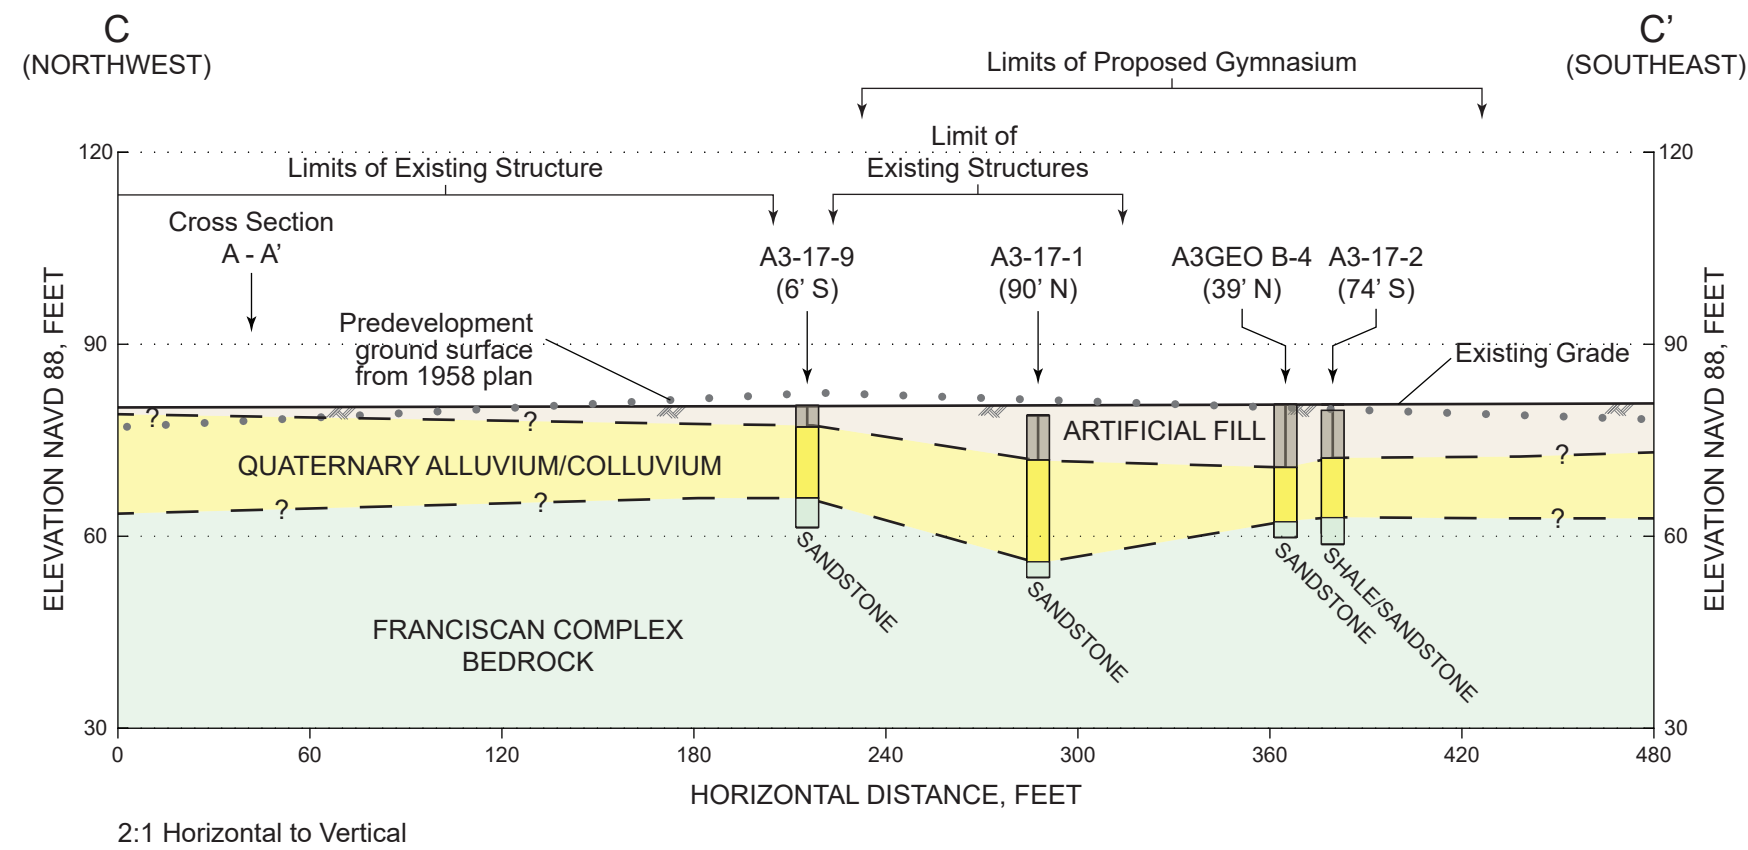 C
(NORTHWEST)
C’
(SOUTHEAST)
Limits of Proposed Gymnasium
Limit of
Existing Structures
Limits of Existing Structure
Cross Section
A - A’
A3-17-9
(6’ S)
A3-17-1
(90’ N)
A3GEO B-4
(39’ N)
A3-17-2
(74’ S)
Predevelopment
ground surface
from 1958 plan
Existing Grade
120
90
60
30
ELEVATION NAVD 88, FEET
120
90
60
30
ELEVATION NAVD 88, FEET
?
?
?
ARTIFICIAL FILL
QUATERNARY ALLUVIUM/COLLUVIUM
?
?
?
SANDSTONE
SANDSTONE
SANDSTONE
SHALE/SANDSTONE
FRANCISCAN COMPLEX
BEDROCK
0
60
120
180
240
300
360
420
480
HORIZONTAL DISTANCE, FEET
2:1 Horizontal to Vertical